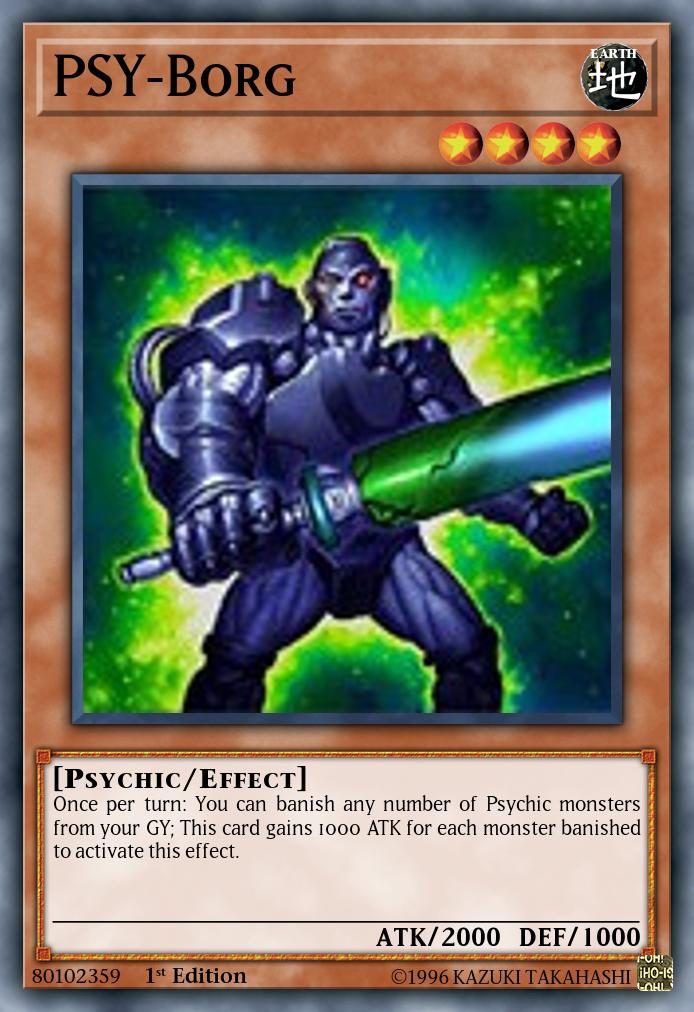 PSY-Borg
EARTH
地
[Psychic/Effect]
Once per turn: You can banish any number of Psychic monsters
from your GY; This card gains 1000 ATK for each monster banished
to activate this effect.
ATK/2000 DEF/1000
80102359 1st Edition ©1996 KAZUKI TAKAHASHI